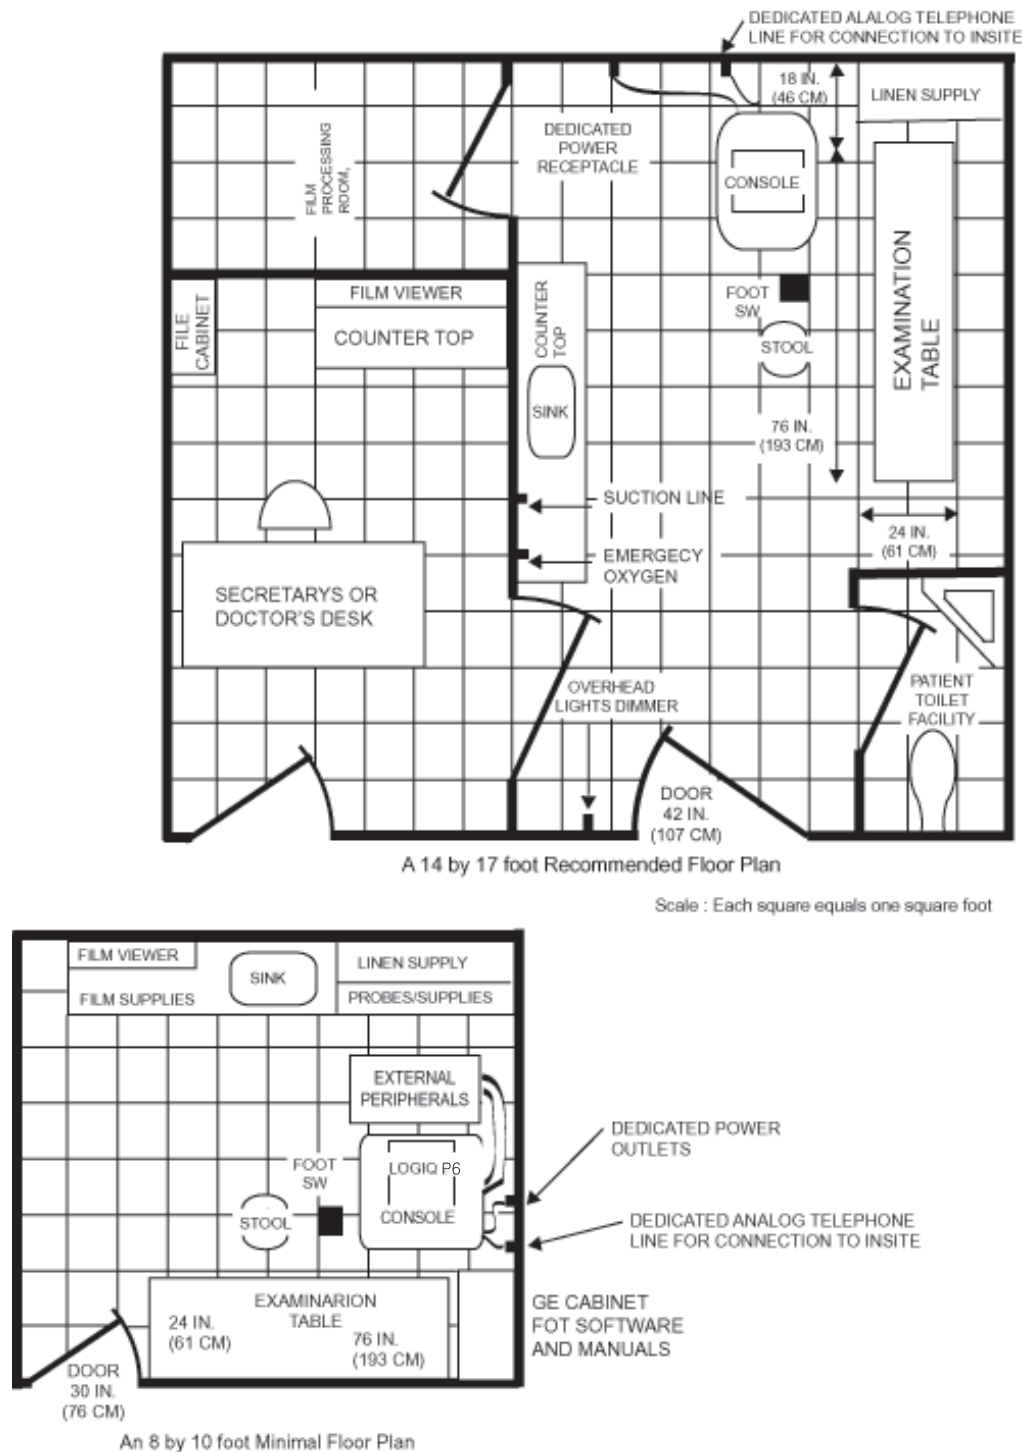 DEDICATED ALALOG TELEPHONE
LINE FOR CONNECTION TO INSITE
18 IN.
(46 CM)
LINEN SUPPLY
FILM
PROCESSING
ROOM,
DEDICATED
POWER
RECEPTACLE
CONSOLE
EXAMINATION
TABLE
FILE
CABINET
FILM VIEWER
COUNTER TOP
COUNTER
TOP
FOOT
SW
STOOL
SINK
76 IN.
(193 CM)
SUCTION LINE
24 IN.
(61 CM)
EMERGECY
OXYGEN
SECRETARYS OR
DOCTOR'S DESK
OVERHEAD
LIGHTS DIMMER
PATIENT
TOILET
FACILITY
DOOR
42 IN.
(107 CM)
A 14 by 17 foot Recommended Floor Plan
Scale : Each square equals one square foot
FILM VIEWER
SINK
LINEN SUPPLY
FILM SUPPLIES
PROBES/SUPPLIES
EXTERNAL
PERIPHERALS
DEDICATED POWER
OUTLETS
FOOT
SW
LOGIQ P6
CONSOLE
STOOL
DEDICATED ANALOG TELEPHONE
LINE FOR CONNECTION TO INSITE
EXAMINARION
TABLE
24 IN.
(61 CM)
76 IN.
(193 CM)
GE CABINET
FOT SOFTWARE
AND MANUALS
DOOR
30 IN.
(76 CM)
An 8 by 10 foot Minimal Floor Plan